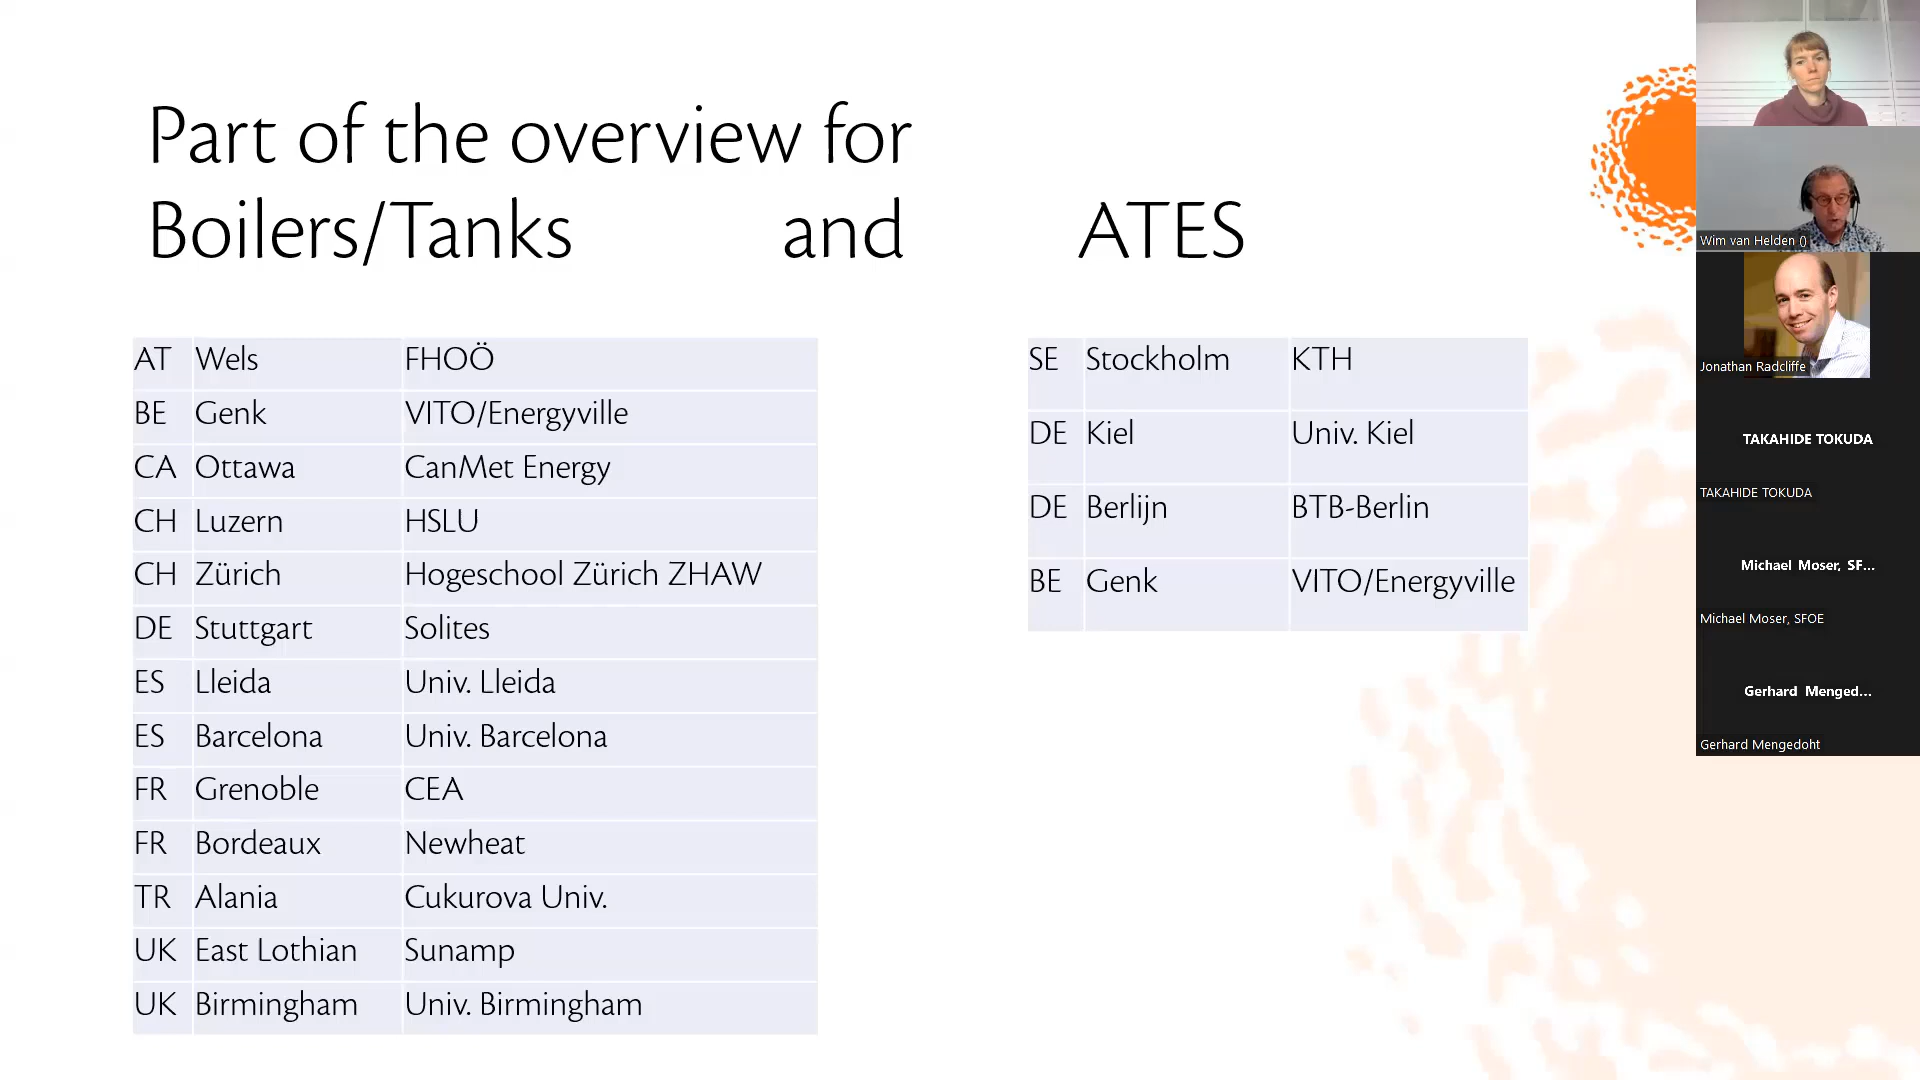 Part of the overview for
Boilers/Tanks and ATES
AT Wels FHOÖ
BE Genk VITO/Energyville
CA Ottawa CanMet Energy
CH Luzern HSLU
CH Zürich Hogeschool Zürich ZHAW
DE Stuttgart Solites
ES Lleida Univ. Lleida
ES Barcelona Univ. Barcelona
FR Grenoble CEA
FR Bordeaux Newheat
TR Alania Cukurova Univ.
UK East Lothian Sunamp
UK Birmingham Univ. Birmingham
SE Stockholm KTH
DE Kiel Univ. Kiel
DE Berlijn BTB-Berlin
BE Genk VITO/Energyville
Wim van Helden ()
Jonathan Radcliffe
TAKAHIDE TOKUDA
TAKAHIDE TOKUDA
Michael Moser, SF...
Michael Moser, SFOE
Gerhard Menged...
Gerhard Mengedoht